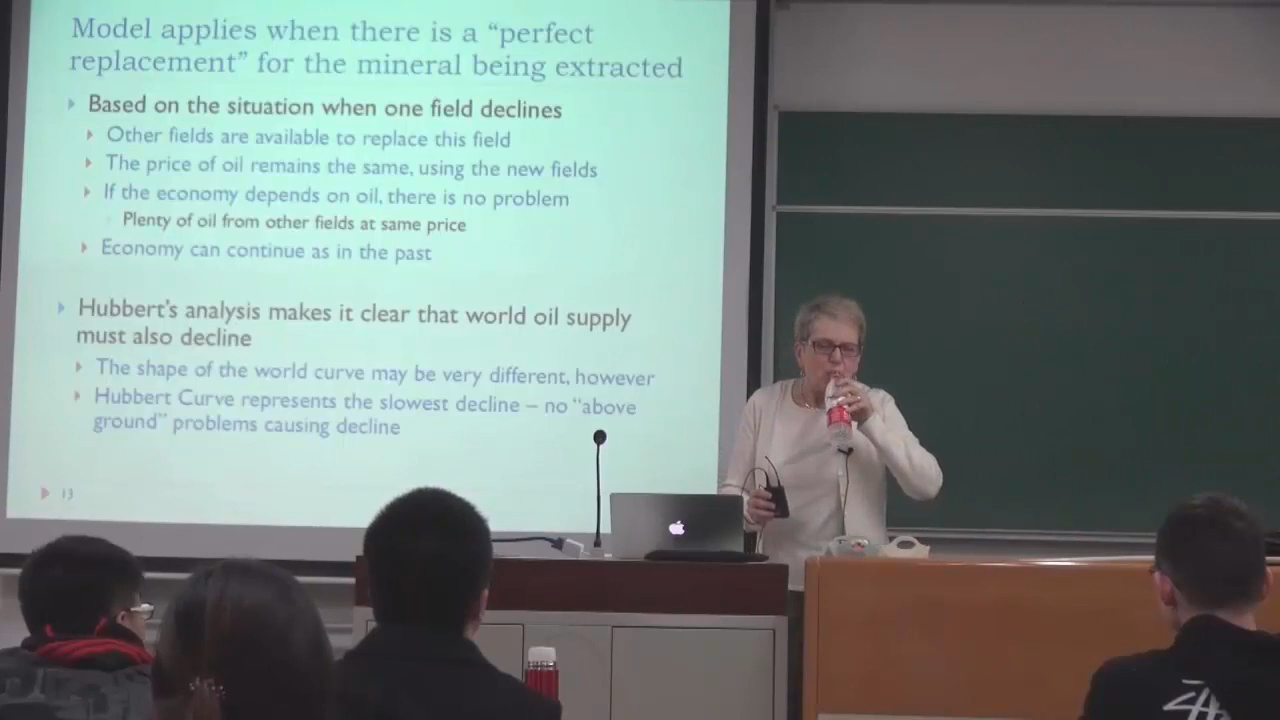 Model applies when there is a “perfect
replacement” for the mineral being extracted
Based on the situation when one field declines
Other fields are available to replace this field
The price of oil remains the same, using the new fields
If the economy depends on oil, there is no problem
Plenty of oil from other fields at same price
Economy can continue as in the past
Hubbert's analysis makes it clear that world oil supply
must also decline
The shape of the world curve may be very different, however
Hubbert Curve represents the slowest decline – no “above
ground” problems causing decline
13